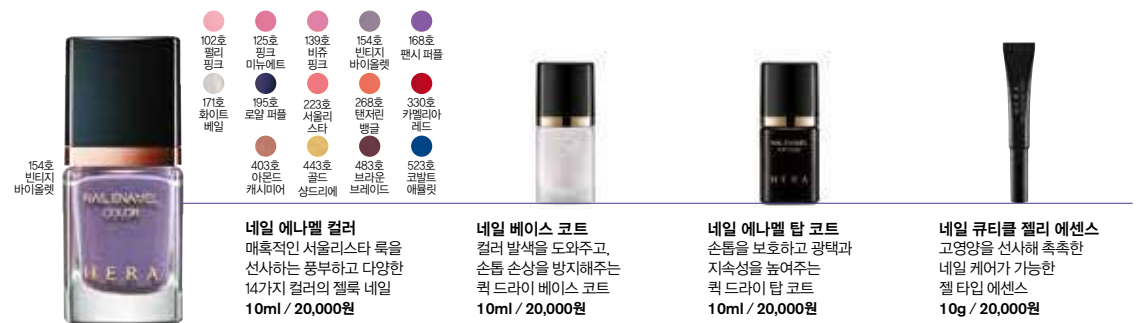 102호
펄리
핑크
125호
핑크
미뉴에트
139호
비쥬
핑크
154호
빈티지
바이올렛
168호
팬시 퍼플
171호
화이트
베일
195호
로얄 퍼플
223호
서울리
스타
268호
탠저린
뱅글
330호
카멜리아
레드
403호
아몬드
캐시미어
443호
골드
샹드리에
483호
브라운
브레이드
523호
코발트
애뮬릿
154호
빈티지
바이올렛
NAIL ENAMEL
COLOR
HERA
네일 에나멜 컬러
매혹적인 서울리스타 룩을
선사하는 풍부하고 다양한
14가지 컬러의 젤룩 네일
10ml / 20,000원
네일 베이스 코트
컬러 발색을 도와주고,
손톱 손상을 방지해주는
퀵 드라이 베이스 코트
10ml / 20,000원
NAIL ENAMEL
HERA
네일 에나멜 탑 코트
손톱을 보호하고 광택과
지속성을 높여주는
퀵 드라이 탑 코트
10ml / 20,000원
HERA
네일 큐티클 젤리 에센스
고영양을 선사해 촉촉한
네일 케어가 가능한
젤 타입 에센스
10g / 20,000원